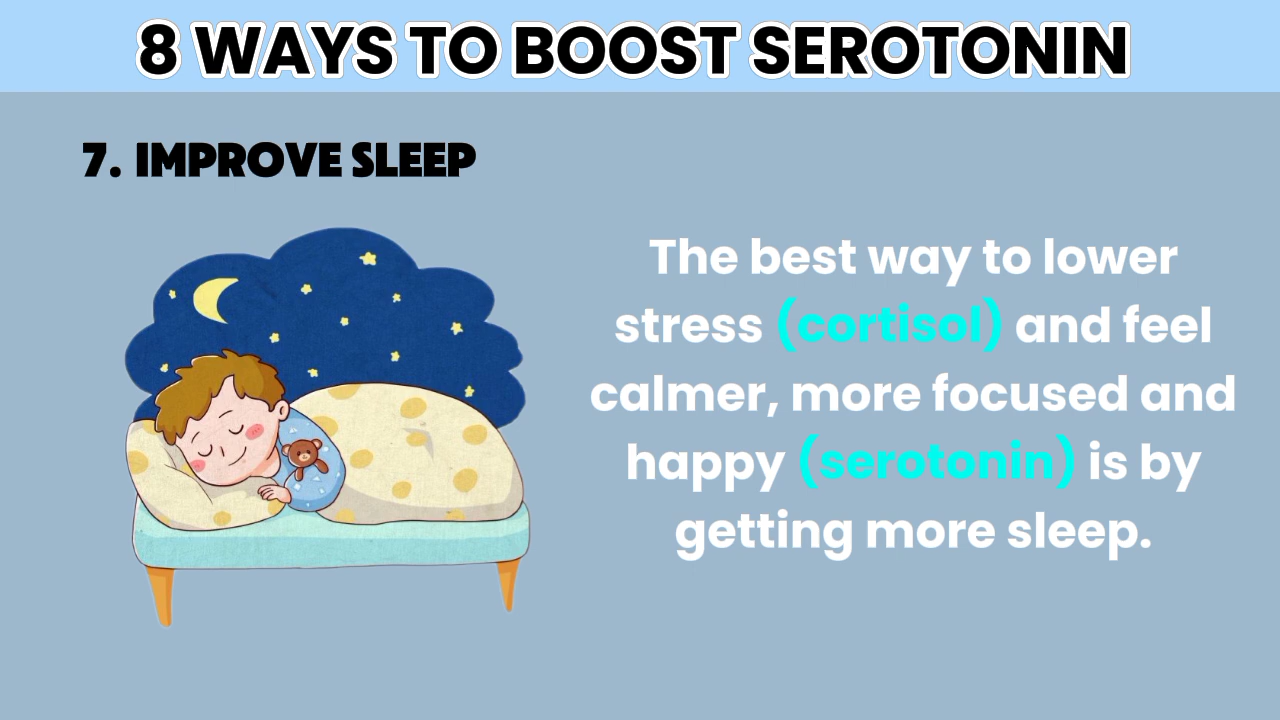 8 WAYS TO BOOST SEROTONIN
7. IMPROVE SLEEP
The best way to lower
stress (cortisol) and feel
calmer, more focused and
happy (serotonin) is by
getting more sleep.